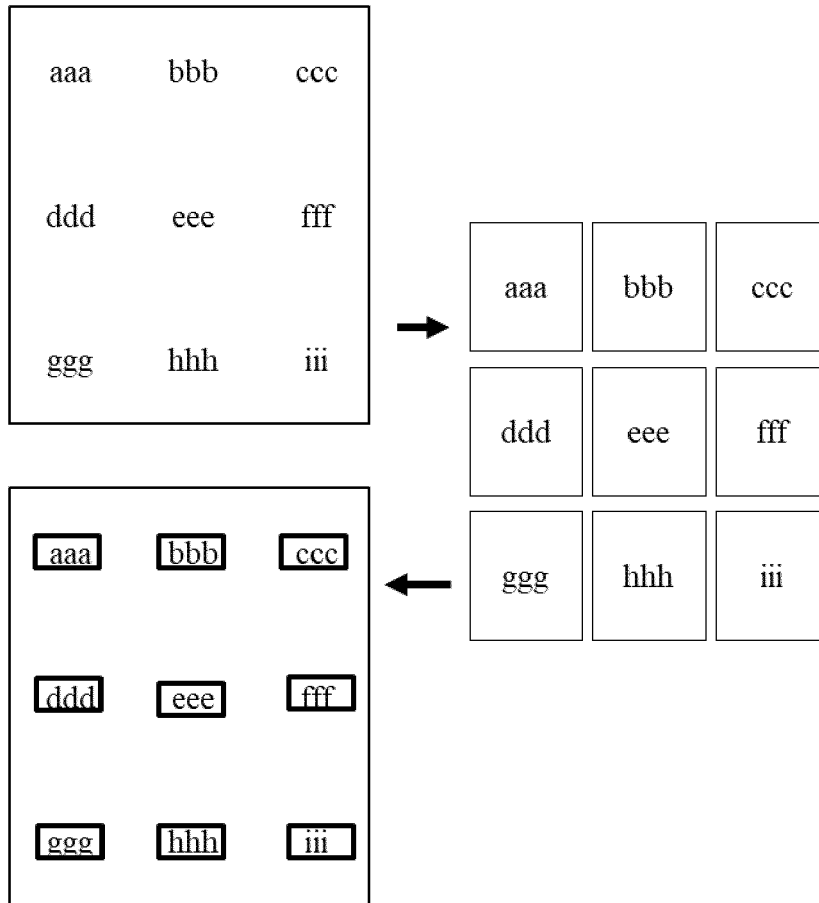 aaa bbb ccc
ddd eee fff
ggg hhh iii
aaa bbb ccc
ddd eee fff
ggg hhh iii
aaa bbb ccc
ddd eee fff
ggg hhh iii